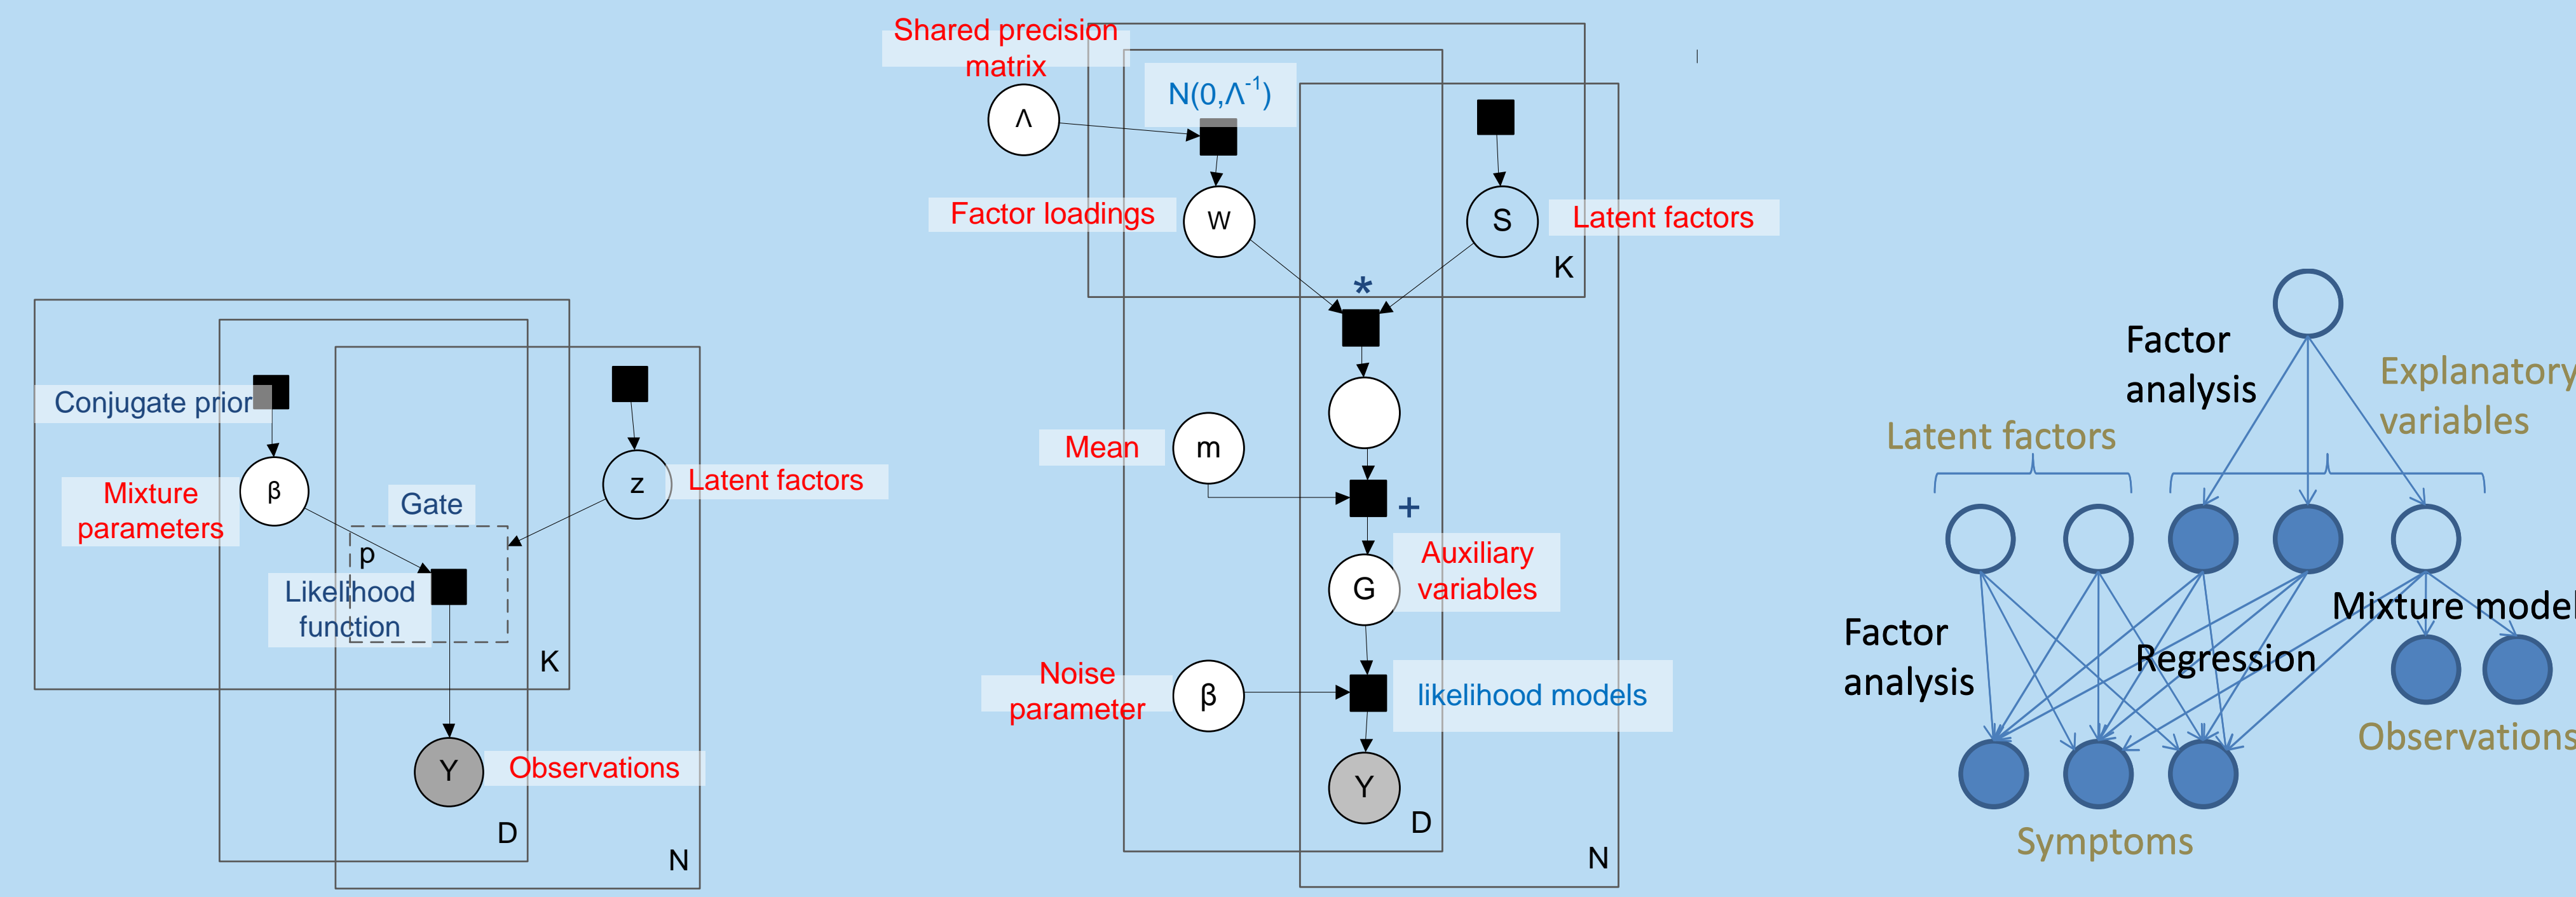 Conjugate prior
β
Mixture
parameters
Gate
z
Latent factors
p
Likelihood
function
K
Y
Observations
D
N
Shared precision
matrix
Λ
N(0,Λ⁻¹)
W
Factor loadings
S
Latent factors
K
*
m
Mean
+
G
Auxiliary
variables
Noise
parameter
β
likelihood models
Y
D
N
Factor
analysis
Explanatory
variables
Latent factors
Mixture model
Factor
analysis
Regression
Observations
Symptoms